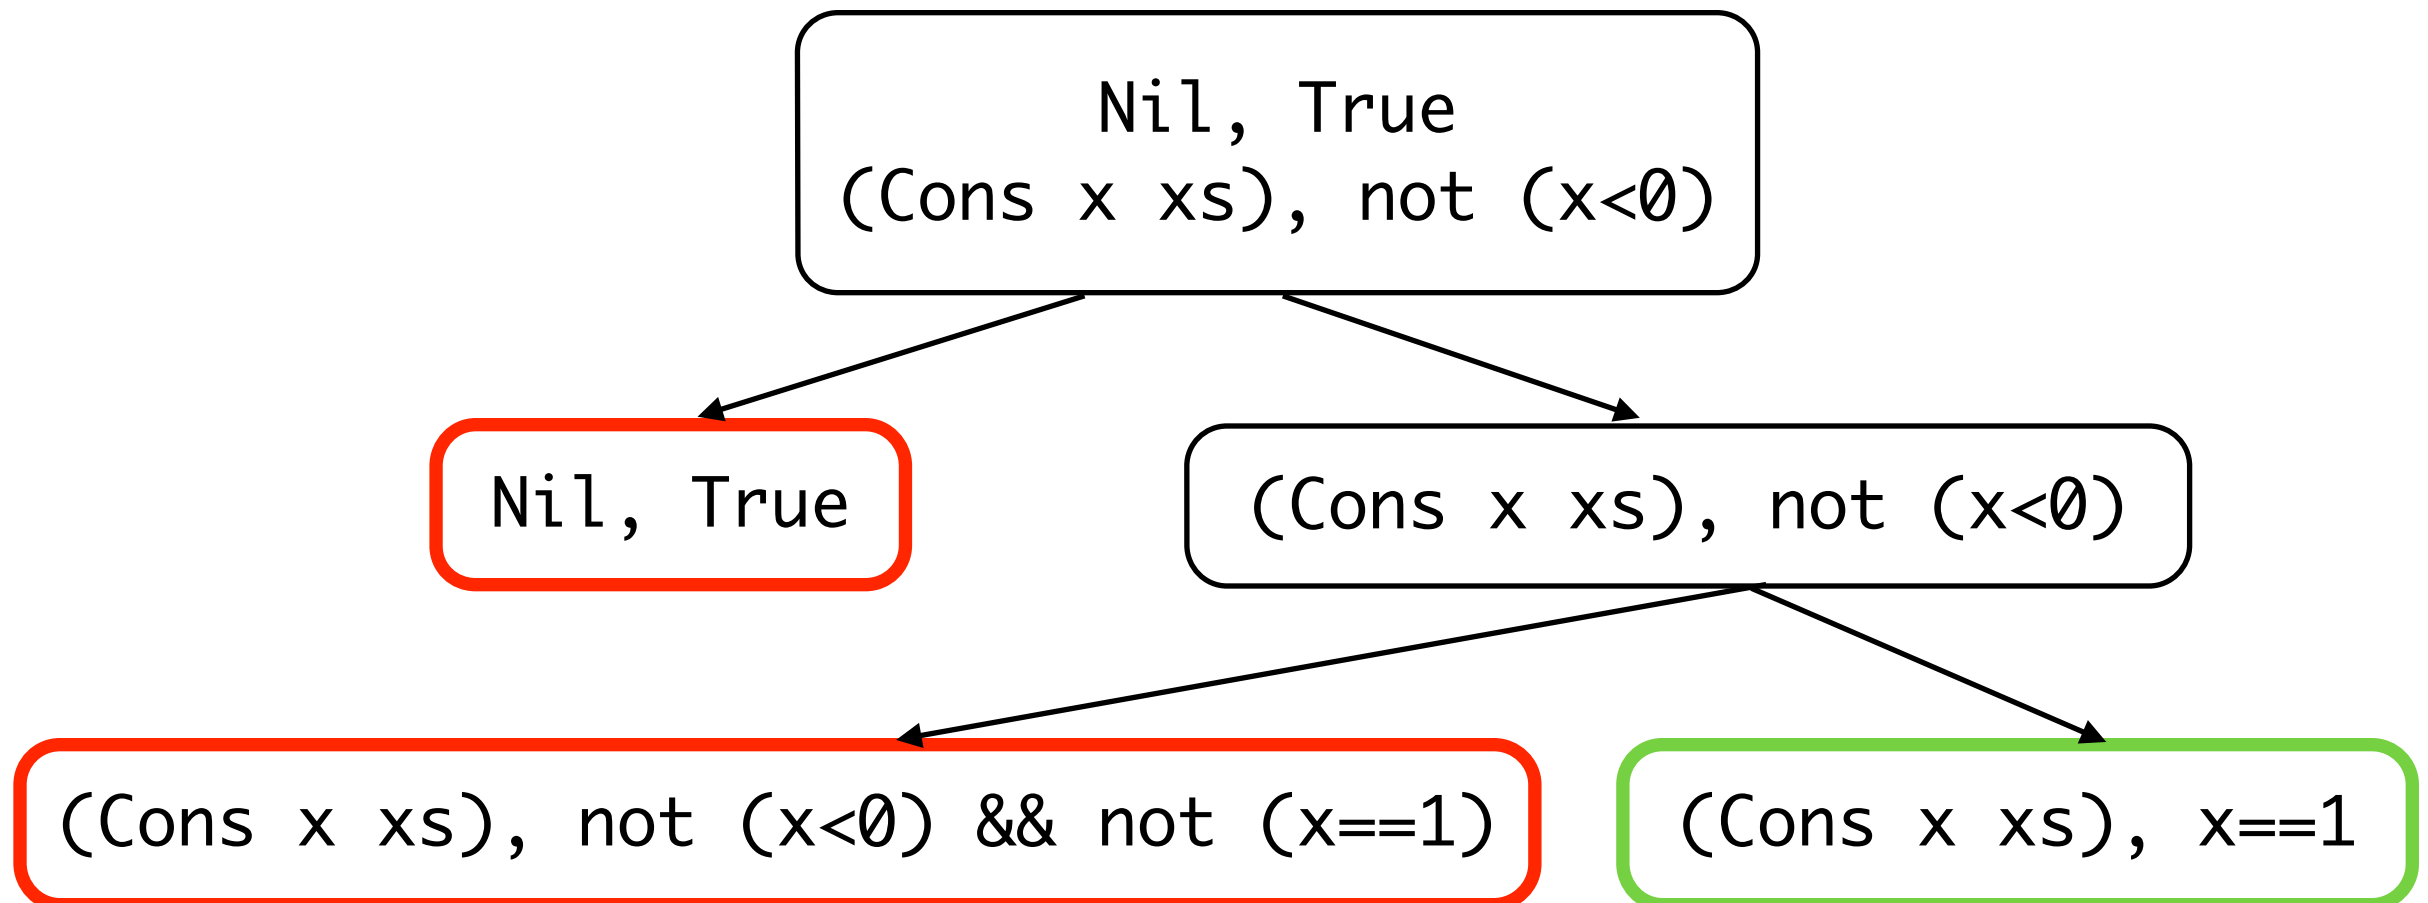 Nil, True
(Cons x xs), not (x<0)
Nil, True
(Cons x xs), not (x<0)
(Cons x xs), not (x<0) && not (x==1)
(Cons x xs), x==1